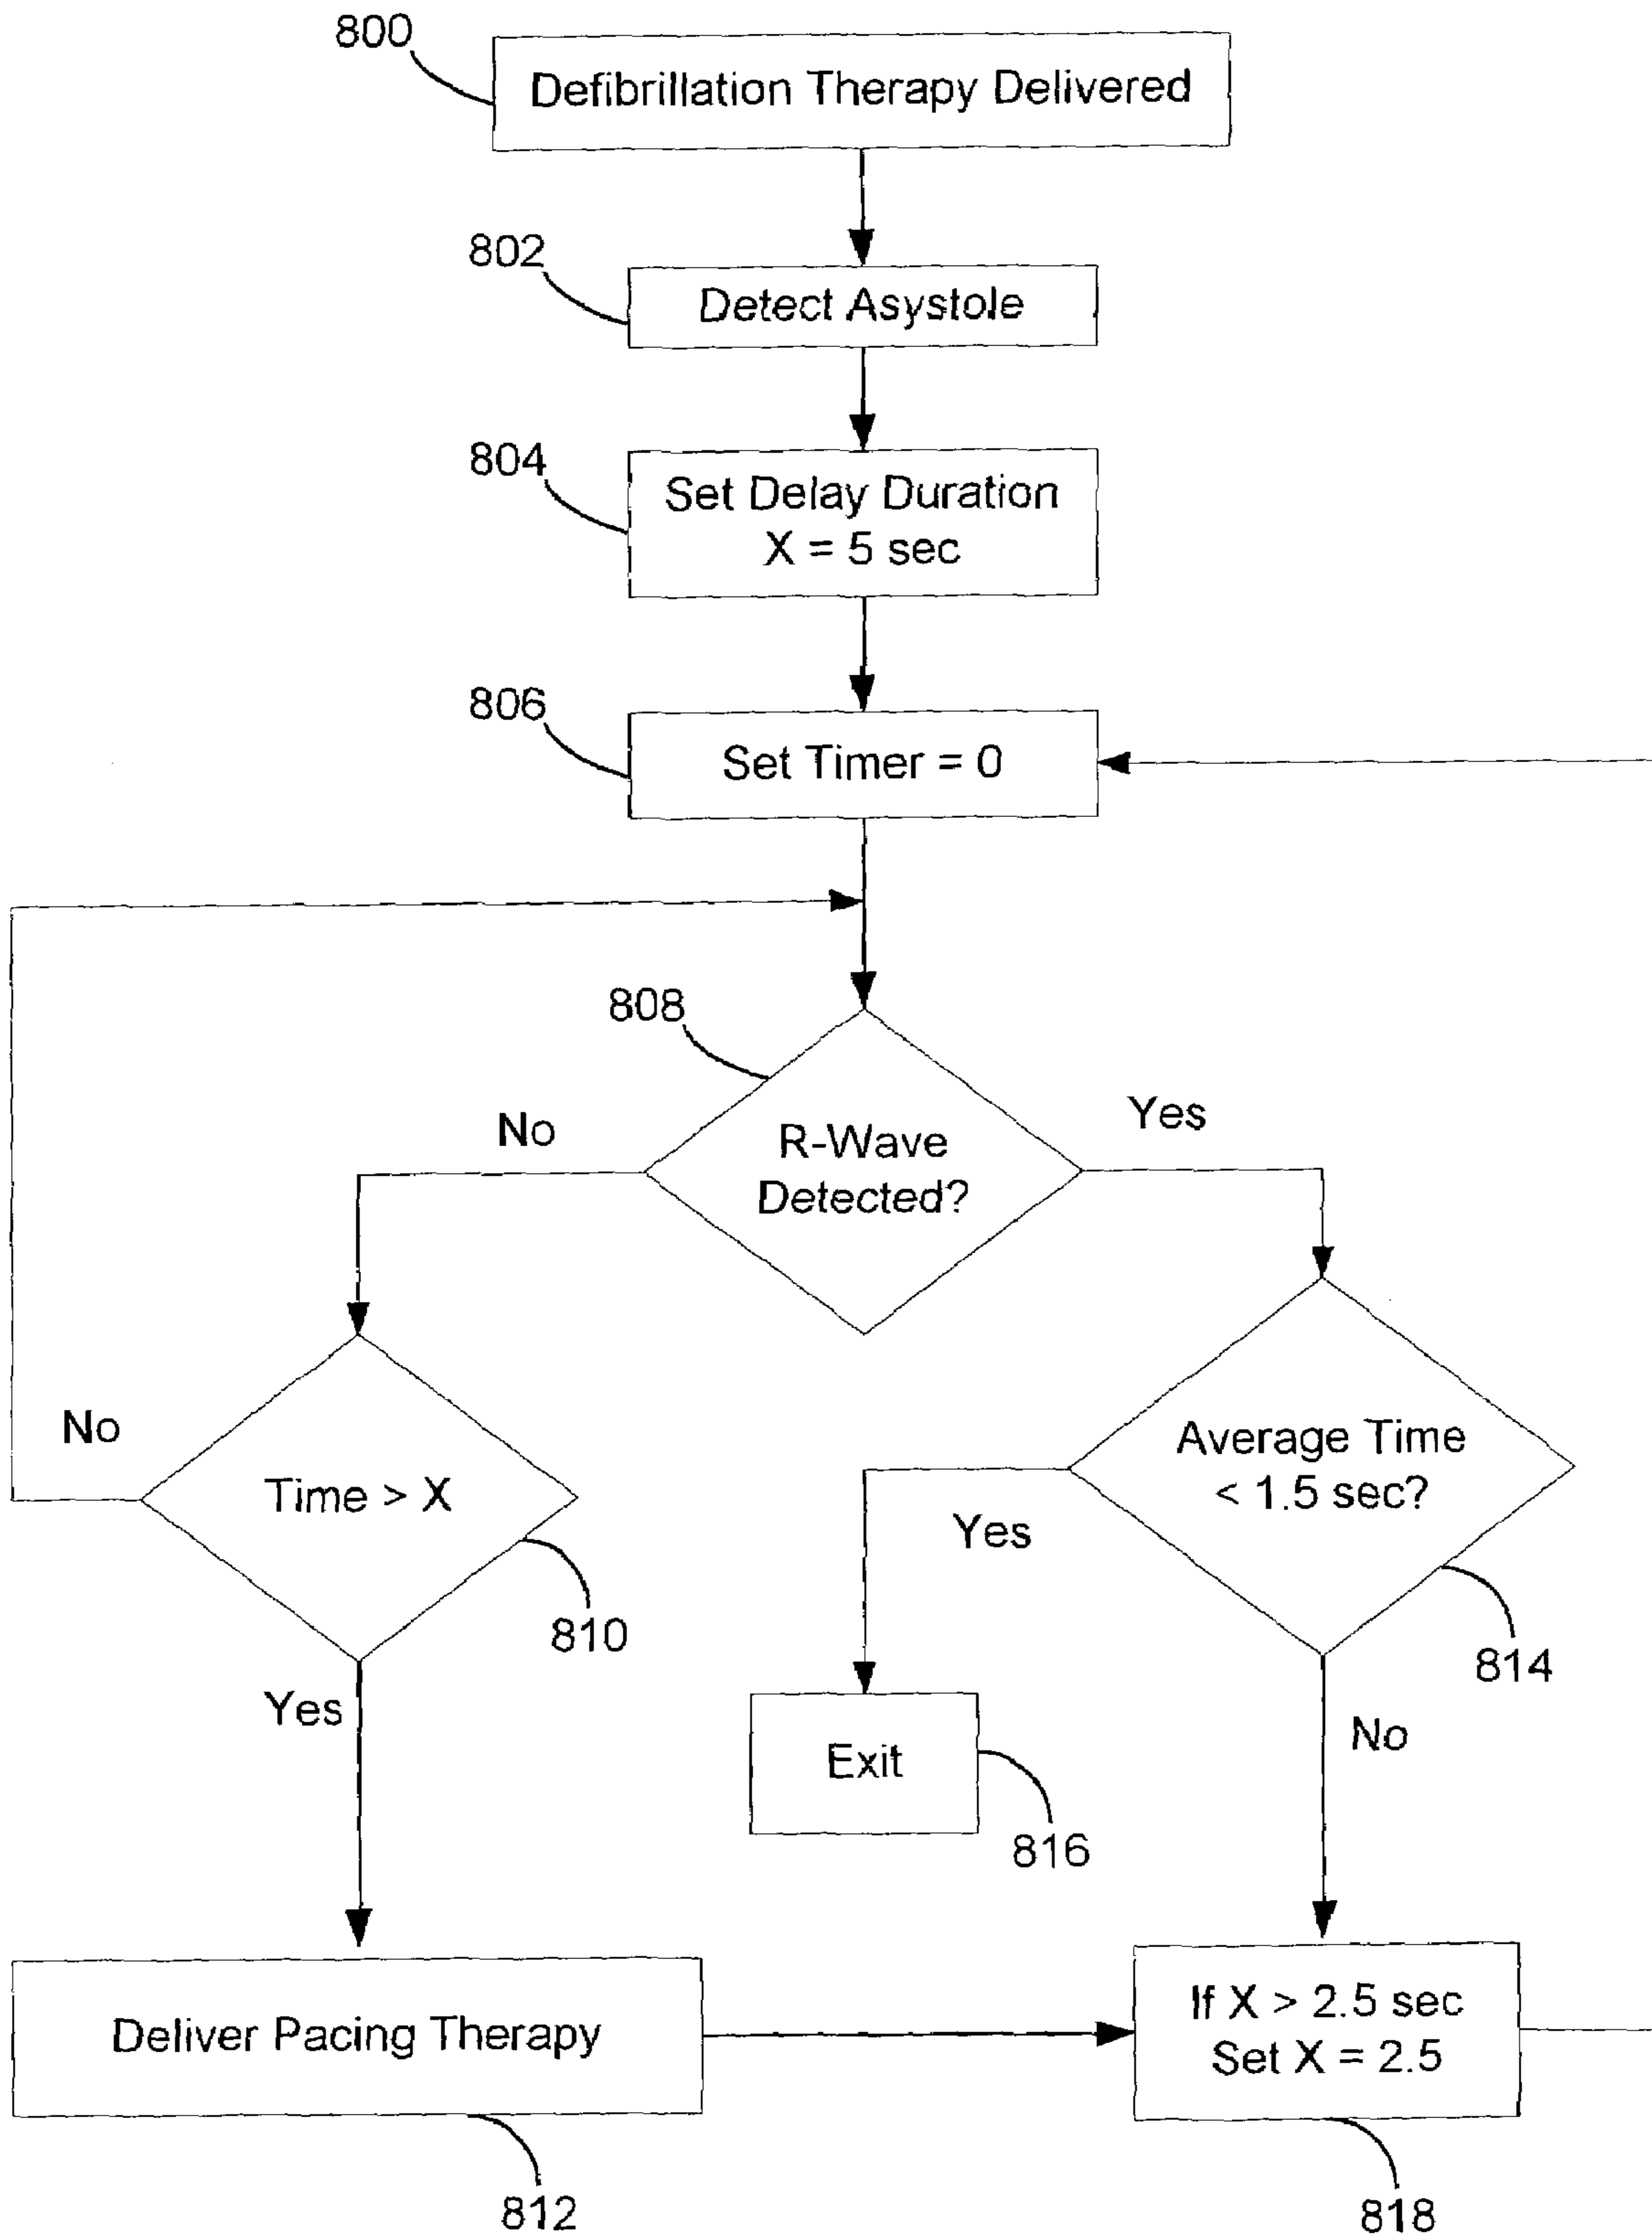 800
Defibrillation Therapy Delivered
802
Detect Asystole
804
Set Delay Duration
X = 5 sec
806
Set Timer = 0
808
No
R-Wave
Detected?
Yes
No
Time > X
810
Yes
Average Time
< 1.5 sec?
Yes
814
No
Exit
816
Deliver Pacing Therapy
812
If X > 2.5 sec
Set X = 2.5
818